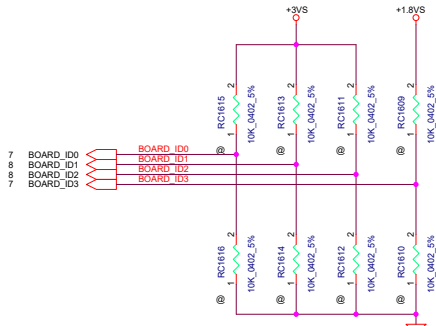 +3VS
+1.8VS
2
2
2
2
RC1615
10K_0402_5%
RC1613
10K_0402_5%
RC1611
10K_0402_5%
RC1609
10K_0402_5%
1
1
1
1
@
@
@
@
7 BOARD_ID0 BOARD_ID0
8 BOARD_ID1 BOARD_ID1
8 BOARD_ID2 BOARD_ID2
7 BOARD_ID3 BOARD_ID3
2
2
2
2
RC1616
10K_0402_5%
RC1614
10K_0402_5%
RC1612
10K_0402_5%
RC1610
10K_0402_5%
1
1
1
1
@
@
@
@